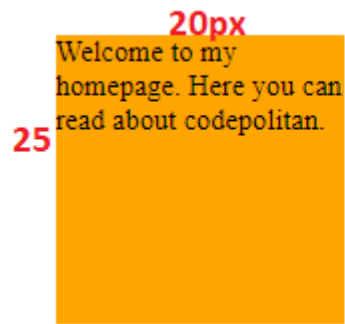 20px
Welcome to my
homepage. Here you can
read about codepolitan.
25